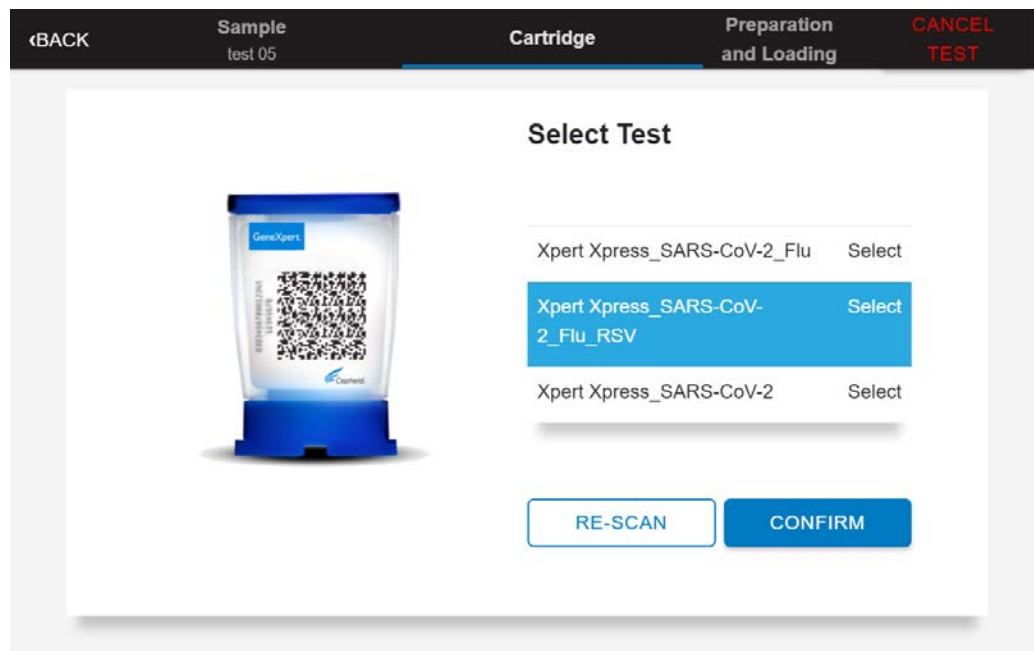 ‹BACK
Sample
test 05
Cartridge
Preparation
and Loading
CANCEL
TEST
Select Test
GeneXpert.
Cepheid.
Xpert Xpress_SARS-CoV-2_Flu Select
Xpert Xpress_SARS-CoV- Select
2_Flu_RSV
Xpert Xpress_SARS-CoV-2 Select
RE-SCAN
CONFIRM